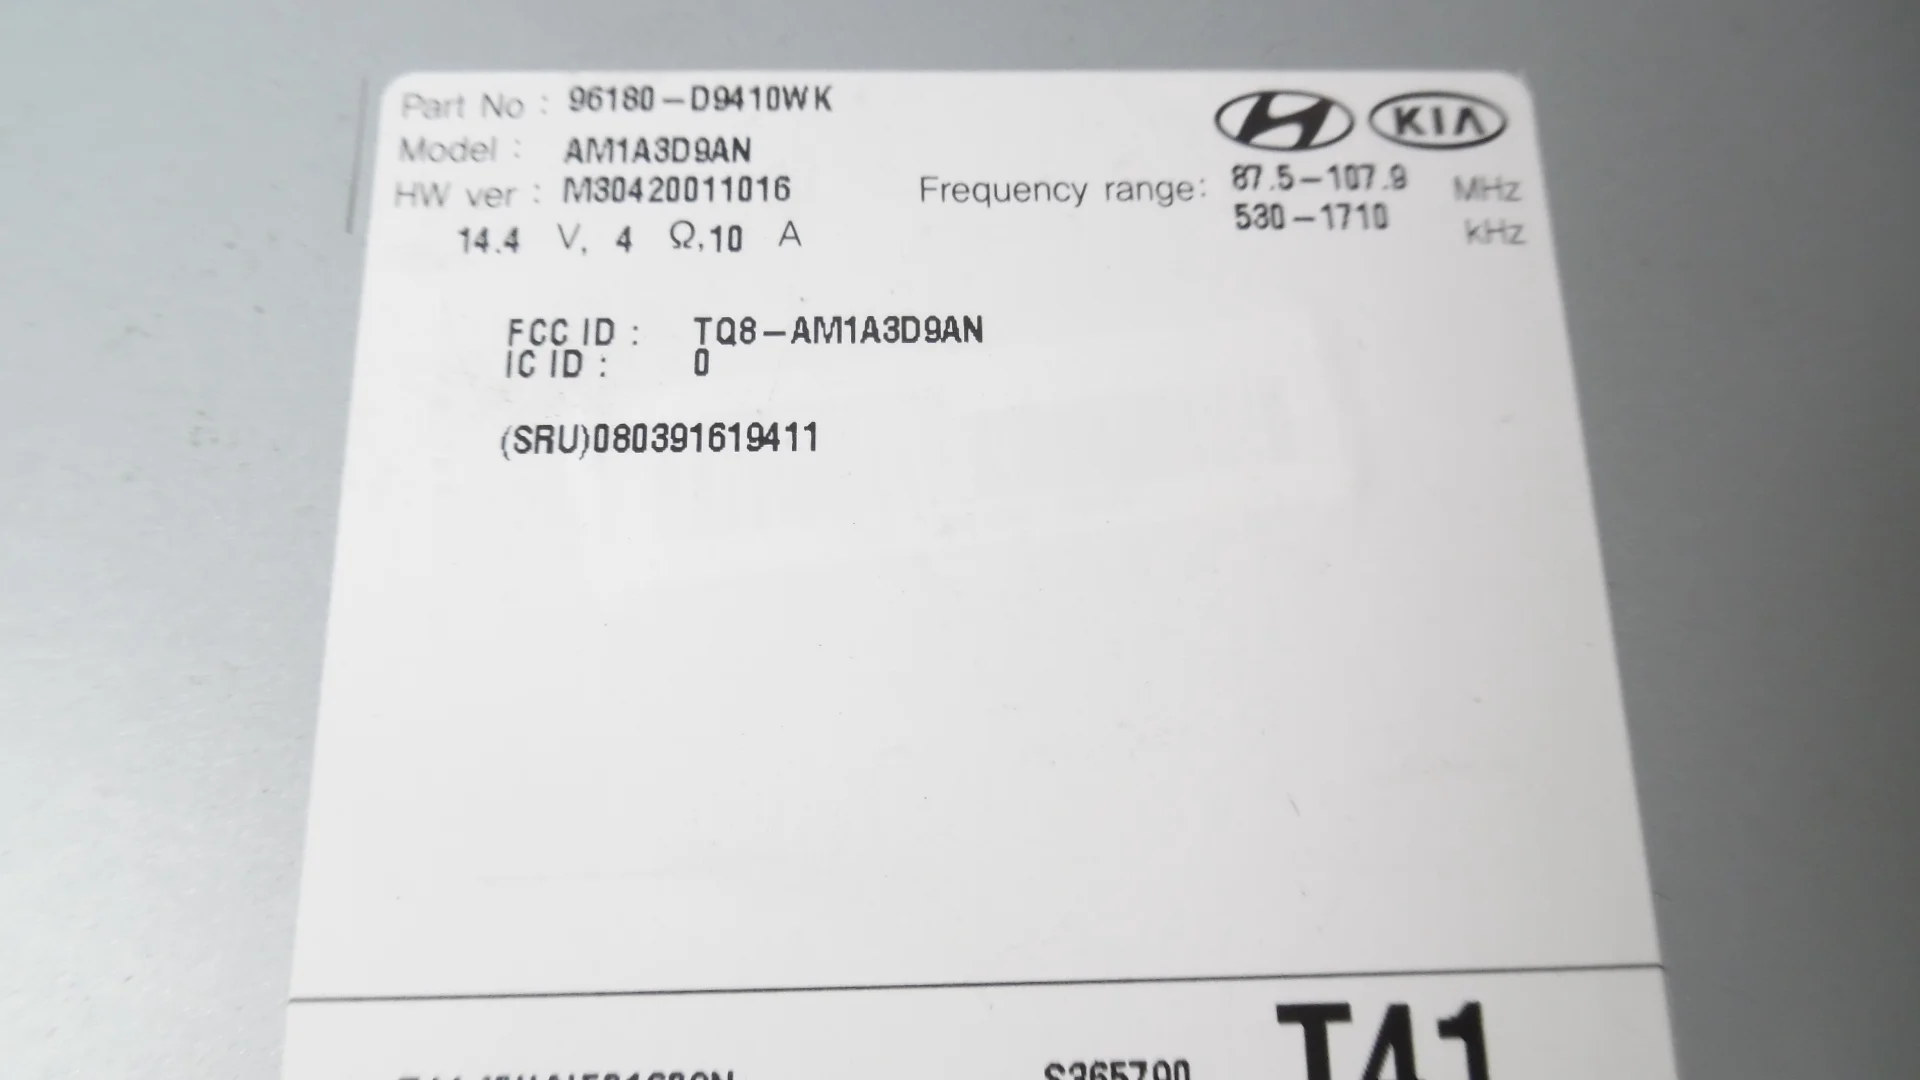 Part No : 96180-D9410WK
KIA
Model : AM1A3D9AN
HW ver : M30420011016
Frequency range: 87.5-107.9 MHz
530-1710 kHz
14.4 V, 4 Ω,10 A
FCC ID : TQ8-AM1A3D9AN
IC ID : 0
(SRU)080391619411
T41